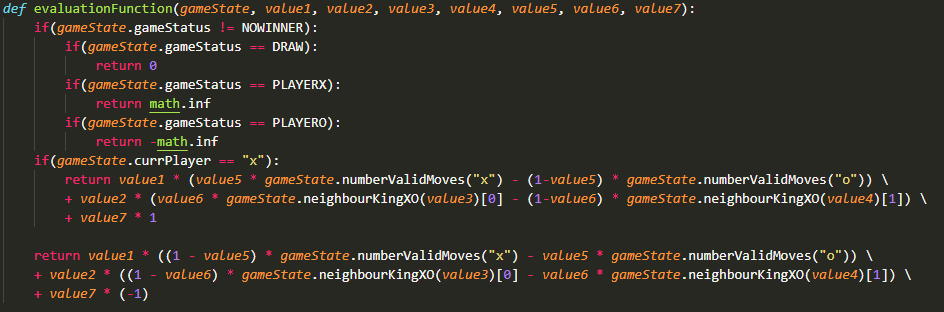 def evaluationFunction(gameState, value1, value2, value3, value4, value5, value6, value7):
    if(gameState.gameStatus != NOWINNER):
        if(gameState.gameStatus == DRAW):
            return 0
        if(gameState.gameStatus == PLAYERX):
            return math.inf
        if(gameState.gameStatus == PLAYERO):
            return -math.inf
    if(gameState.currPlayer == "x"):
        return value1 * (value5 * gameState.numberValidMoves("x") - (1-value5) * gameState.numberValidMoves("o")) \
        + value2 * (value6 * gameState.neighbourKingXO(value3)[0] - (1-value6) * gameState.neighbourKingXO(value4)[1]) \
        + value7 * 1

    return value1 * ((1 - value5) * gameState.numberValidMoves("x") - value5 * gameState.numberValidMoves("o")) \
    + value2 * ((1 - value6) * gameState.neighbourKingXO(value3)[0] - value6 * gameState.neighbourKingXO(value4)[1]) \
    + value7 * (-1)